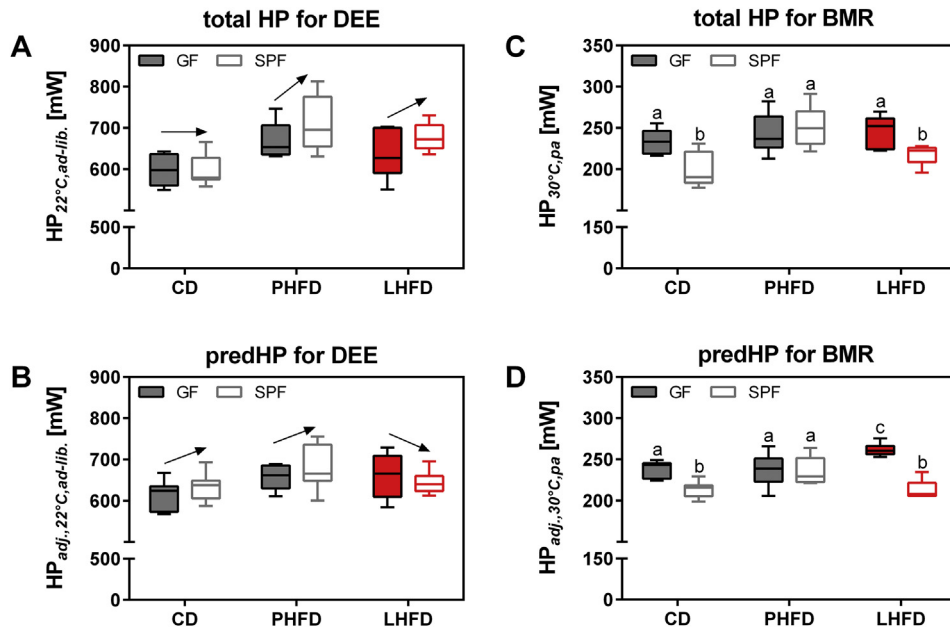 A
total HP for DEE
HP22°C,ad-lib. [mW]
900
800
700
600
500
0
GF SPF
CD PHFD LHFD
C
total HP for BMR
HP30°C,pa [mW]
350
300
250
200
150
0
GF SPF
a b a a a b
CD PHFD LHFD
B
predHP for DEE
HPadj.,22°C,ad-lib. [mW]
900
800
700
600
500
0
GF SPF
CD PHFD LHFD
D
predHP for BMR
HPadj.,30°C,pa [mW]
350
300
250
200
150
0
GF SPF
a b a a c b
CD PHFD LHFD